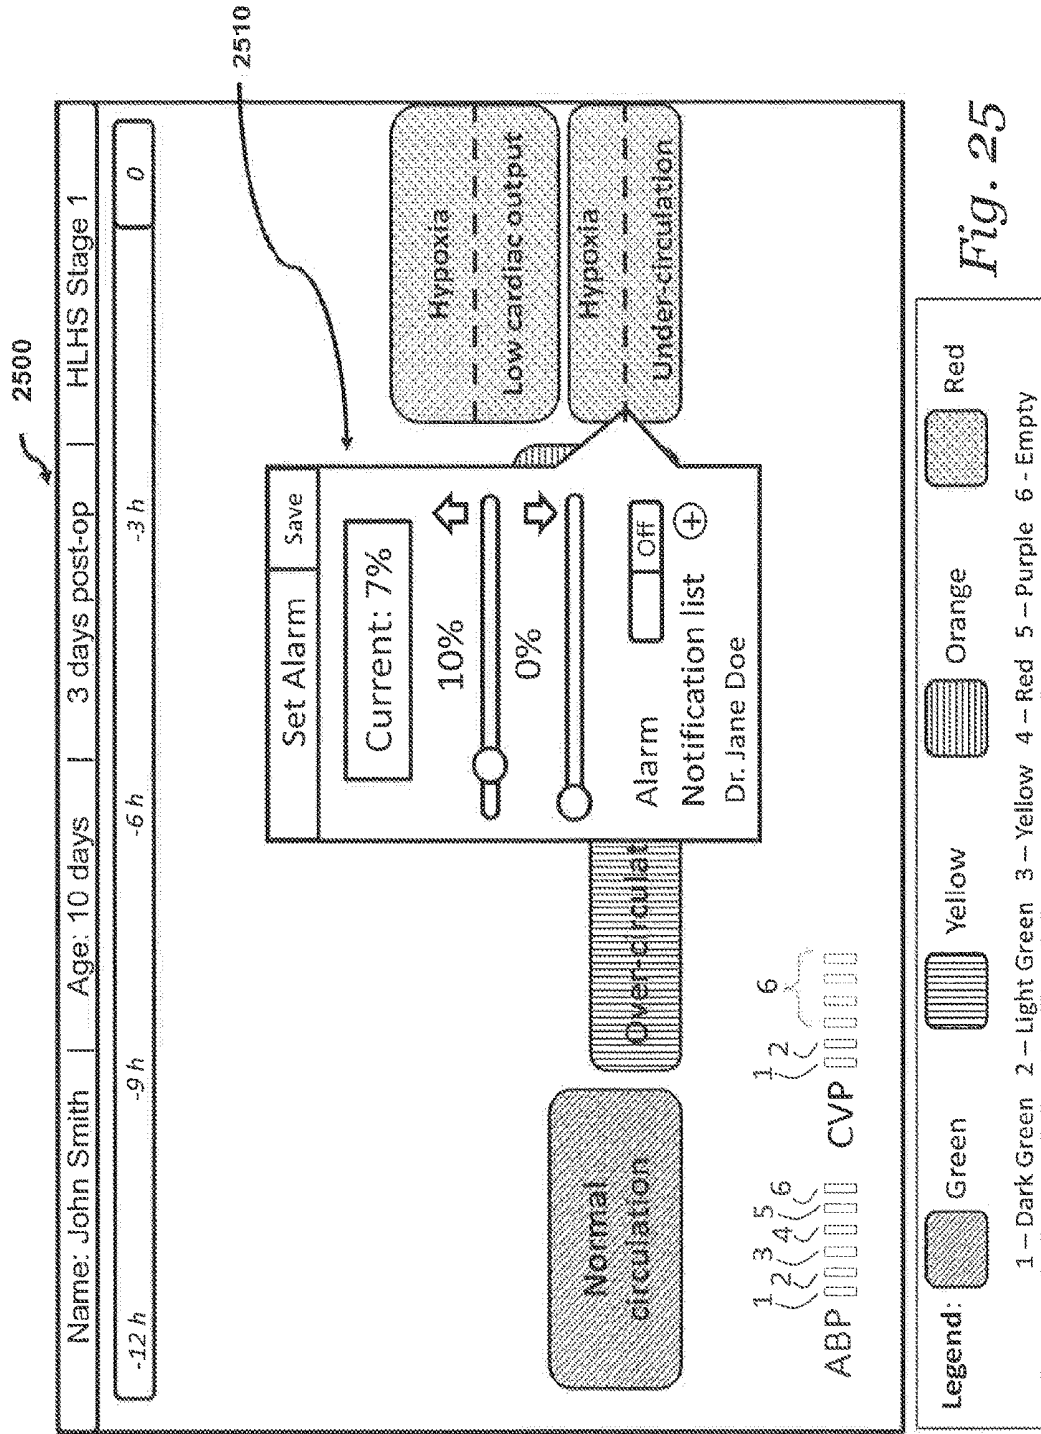 2500
Name: John Smith | Age: 10 days | 3 days post-op | HLHS Stage 1
-12 h -9 h -6 h -3 h 0
2510
Set Alarm Save
Current: 7%
10%
0%
Alarm Off
Notification list +
Dr. Jane Doe
Hypoxia
Low cardiac output
Hypoxia
Under-circulation
Normal
circulation
Over-circulat
1 2 3 4 5 6
ABP
1 2 6
CVP
Legend: Green Yellow Orange Red
1 – Dark Green 2 – Light Green 3 – Yellow 4 – Red 5 – Purple 6 - Empty
Fig. 25